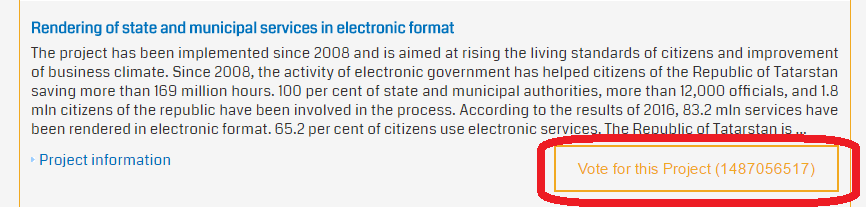 Rendering of state and municipal services in electronic format
The project has been implemented since 2008 and is aimed at rising the living standards of citizens and improvement
of business climate. Since 2008, the activity of electronic government has helped citizens of the Republic of Tatarstan
saving more than 169 million hours. 100 per cent of state and municipal authorities, more than 12,000 officials, and 1.8
mln citizens of the republic have been involved in the process. According to the results of 2016, 83.2 mln services have
been rendered in electronic format. 65.2 per cent of citizens use electronic services. The Republic of Tatarstan is ...
Project information
Vote for this Project (1487056517)